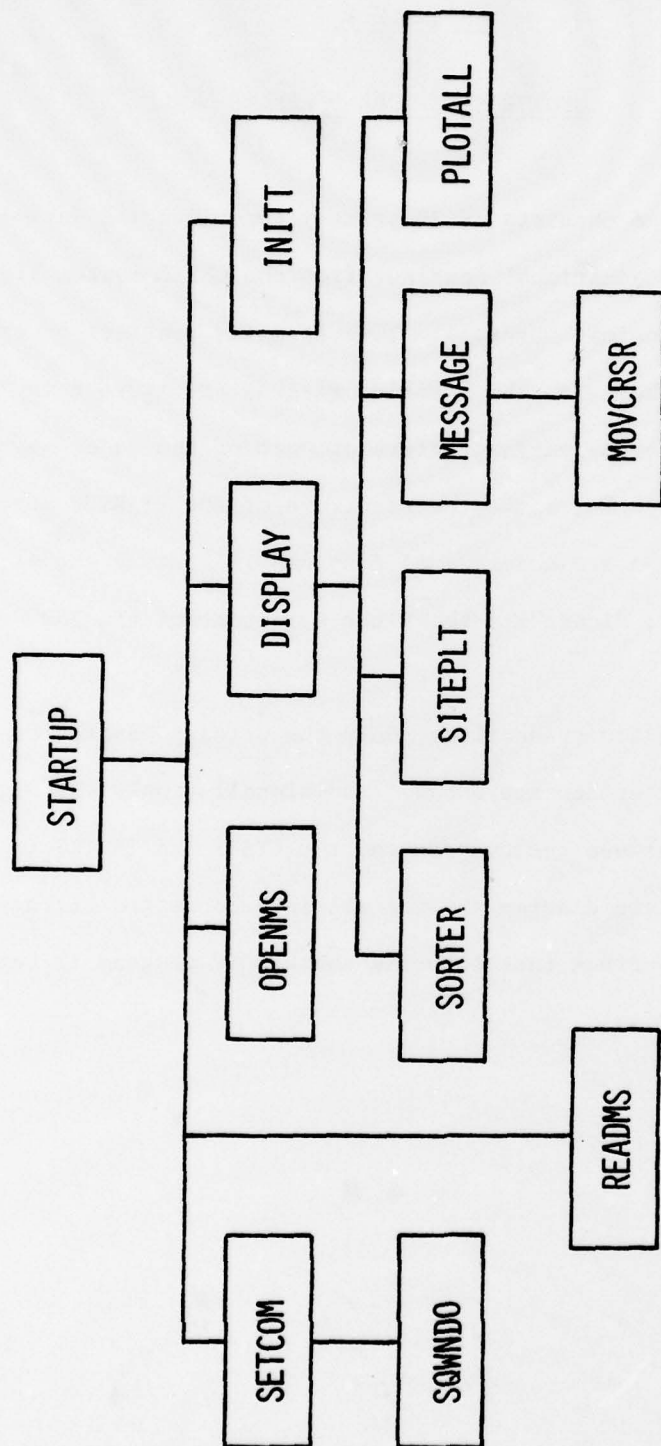 STARTUP
SETCOM
OPENMS
DISPLAY
INITT
SQWNDO
SORTER
SITEPLT
MESSAGE
PLOTALL
READMS
MOVCRSR